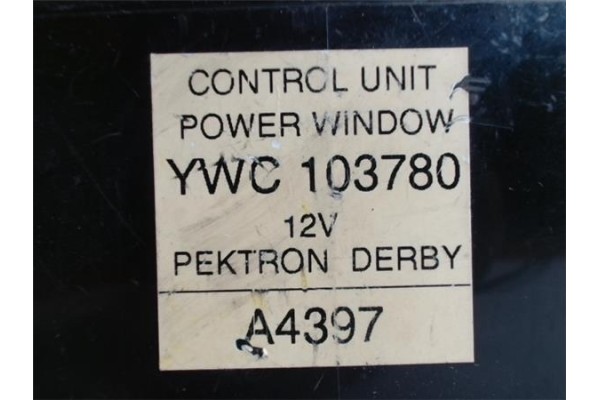 CONTROL UNIT
POWER WINDOW
YWC 103780
12V
PEKTRON DERBY
A4397